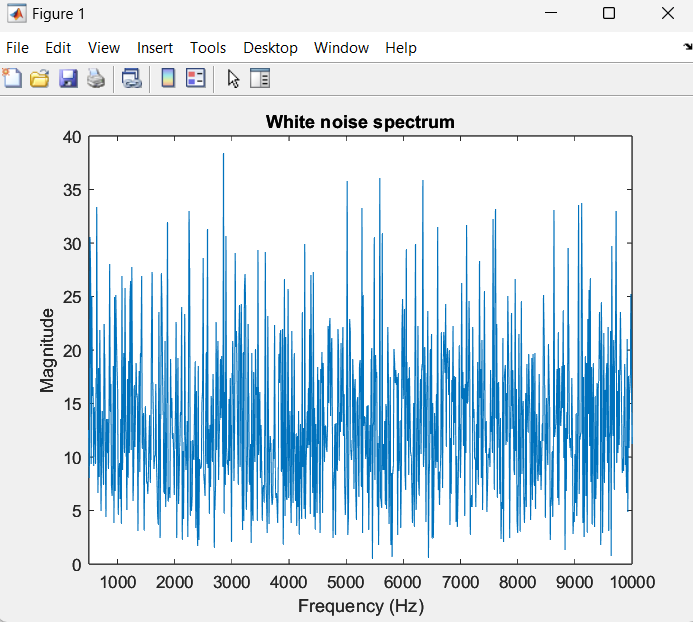 Figure 1
File Edit View Insert Tools Desktop Window Help
White noise spectrum
40
35
30
25
20
15
10
5
0
Magnitude
1000 2000 3000 4000 5000 6000 7000 8000 9000 10000
Frequency (Hz)